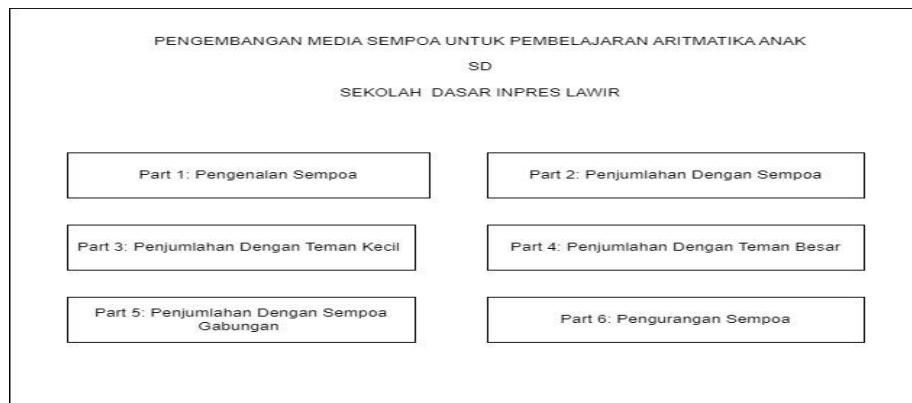 PENGEMBANGAN MEDIA SEMPOA UNTUK PEMBELAJARAN ARITMATIKA ANAK
SD
SEKOLAH DASAR INPRES LAWIR
Part 1: Pengenalan Sempoa
Part 2: Penjumlahan Dengan Sempoa
Part 3: Penjumlahan Dengan Teman Kecil
Part 4: Penjumlahan Dengan Teman Besar
Part 5: Penjumlahan Dengan Sempoa
Gabungan
Part 6: Pengurangan Sempoa